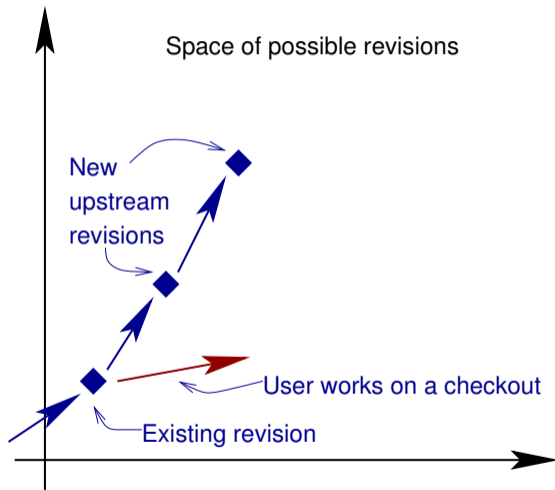 Space of possible revisions
New
upstream
revisions
User works on a checkout
Existing revision